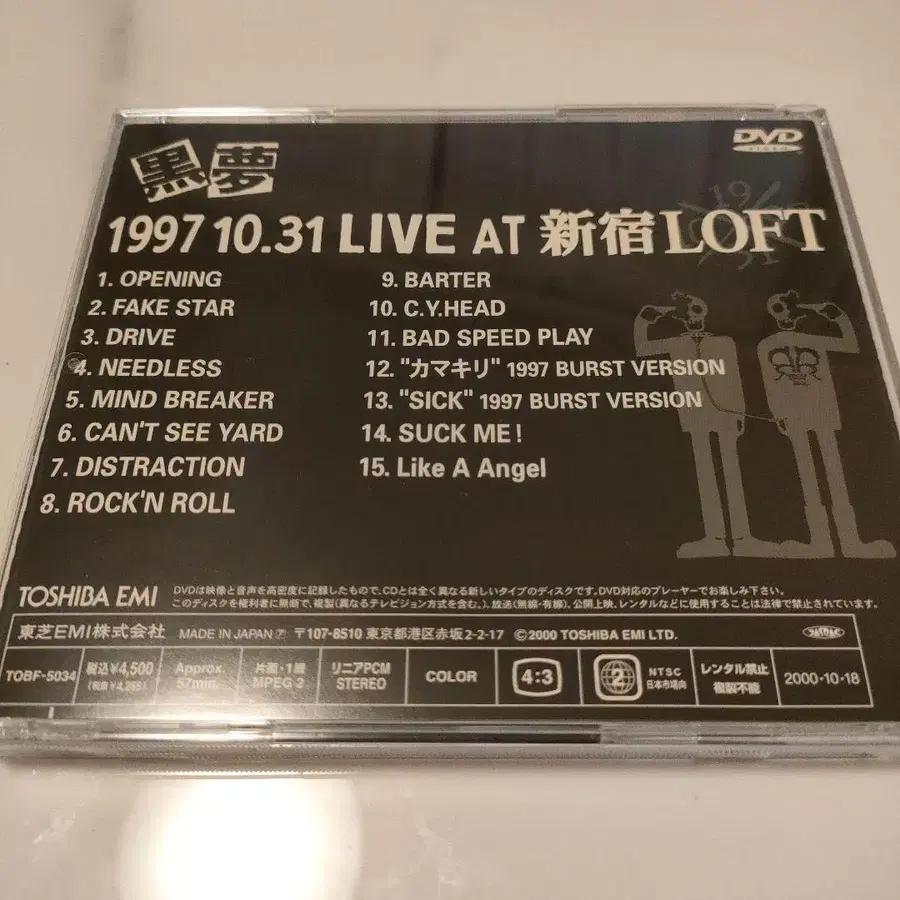 黒夢
DVD
VIDEO
1997 10.31 LIVE AT 新宿LOFT
1. OPENING
2. FAKE STAR
3. DRIVE
4. NEEDLESS
5. MIND BREAKER
6. CAN'T SEE YARD
7. DISTRACTION
8. ROCK'N ROLL
9. BARTER
10. C.Y.HEAD
11. BAD SPEED PLAY
12. "カマキリ" 1997 BURST VERSION
13. "SICK" 1997 BURST VERSION
14. SUCK ME!
15. Like A Angel
TOSHIBA EMI
DVDは映像と音声を高密度に記録したもので、CDとは全く異なる新しいタイプのディスクです。DVD対応のプレーヤーでお楽しみ下さい。
このディスクを権利者に無断で、複製(異なるテレビジョン方式を含む。)、放送(無線・有線)、公開上映、レンタルなどに使用することは法律で禁止されています。
東芝EMI株式会社 MADE IN JAPAN 〒107-8510 東京都港区赤坂2-2-17 ©2000 TOSHIBA EMI LTD.
JASRAC
TOBF-5034
税込¥4,500
Approx.
57min.
片面・1層
MPEG 2
リニアPCM
STEREO
COLOR
4:3
2
NTSC
日本市場向
レンタル禁止
複製不能
2000・10・18